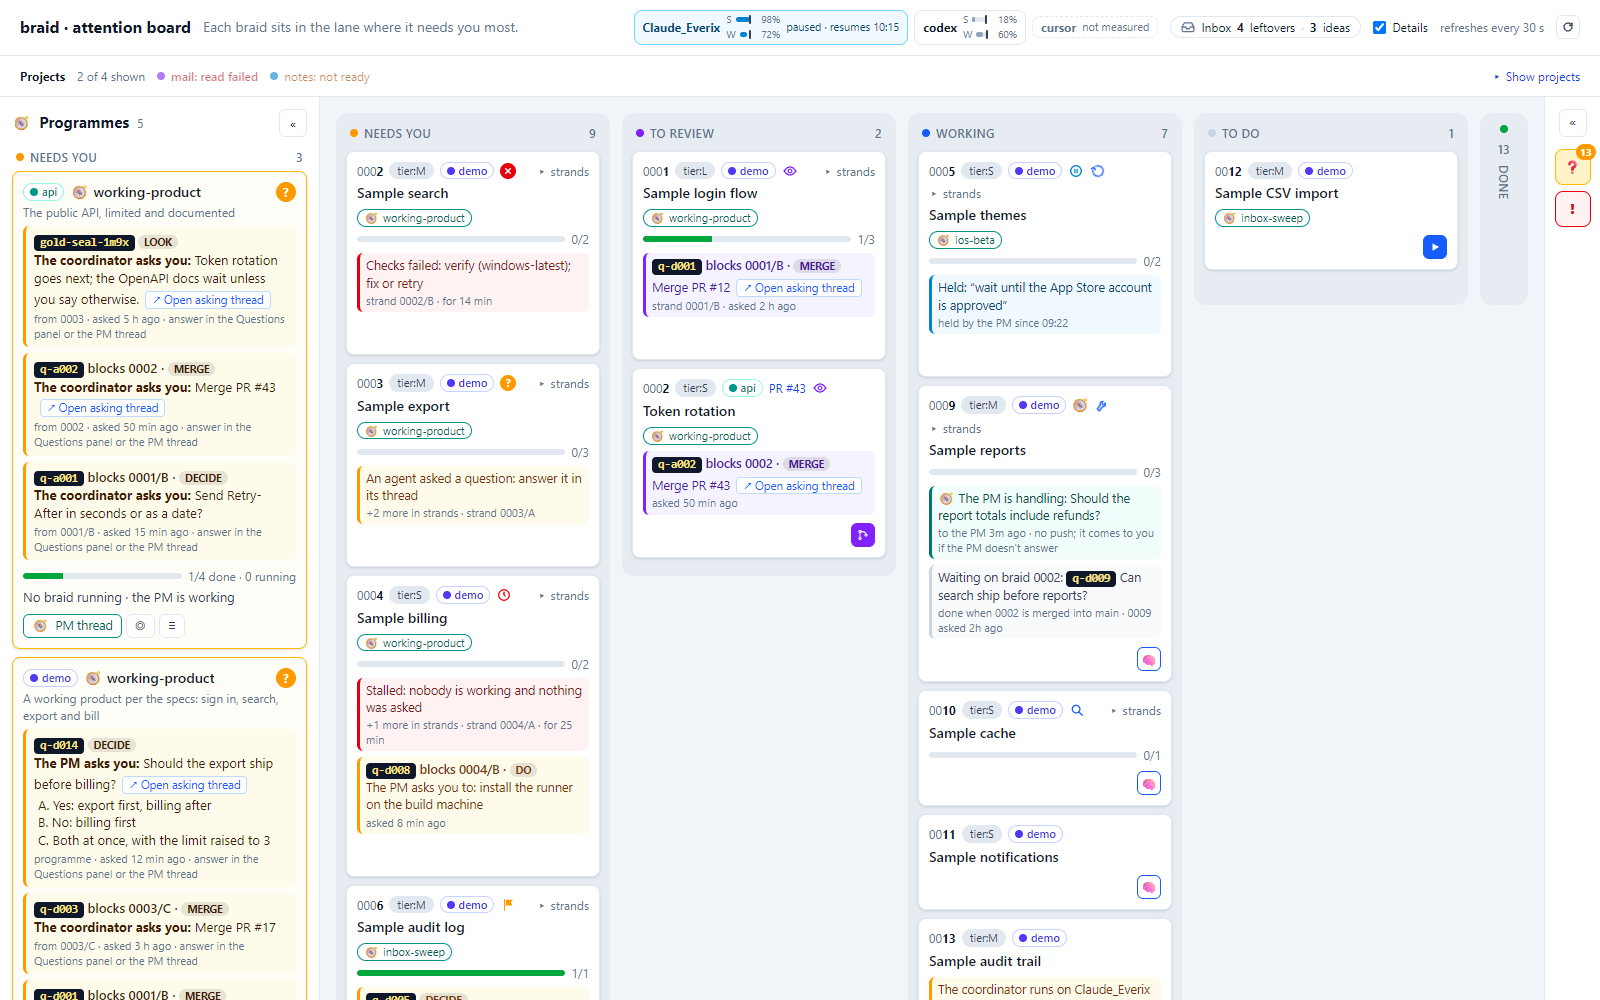 braid · attention board
Each braid sits in the lane where it needs you most.
Claude_Everix S 98% W 72% paused · resumes 10:15
codex S 18% W 60%
cursor not measured
Inbox 4 leftovers · 3 ideas
Details
refreshes every 30 s
Projects 2 of 4 shown mail: read failed notes: not ready
Show projects
Programmes 5
«
NEEDS YOU 3
api working-product ?
The public API, limited and documented
gold-seal-1m9x LOOK
The coordinator asks you: Token rotation
goes next; the OpenAPI docs wait unless
you say otherwise. ↗ Open asking thread
from 0003 · asked 5 h ago · answer in the Questions
panel or the PM thread
q-a002 blocks 0002 · MERGE
The coordinator asks you: Merge PR #43
↗ Open asking thread
from 0002 · asked 50 min ago · answer in the
Questions panel or the PM thread
q-a001 blocks 0001/B · DECIDE
The coordinator asks you: Send Retry-
After in seconds or as a date?
from 0001/B · asked 15 min ago · answer in the
Questions panel or the PM thread
1/4 done · 0 running
No braid running · the PM is working
PM thread
demo working-product ?
A working product per the specs: sign in, search,
export and bill
q-d014 DECIDE
The PM asks you: Should the export ship
before billing? ↗ Open asking thread
A. Yes: export first, billing after
B. No: billing first
C. Both at once, with the limit raised to 3
programme · asked 12 min ago · answer in the
Questions panel or the PM thread
q-d003 blocks 0003/C · MERGE
The coordinator asks you: Merge PR #17
from 0003/C · asked 3 h ago · answer in the
Questions panel or the PM thread
q-d001 blocks 0001/B · MERGE
NEEDS YOU 9
0002 tier:M demo strands
Sample search
working-product
0/2
Checks failed: verify (windows-latest);
fix or retry
strand 0002/B · for 14 min
0003 tier:M demo ? strands
Sample export
working-product
0/3
An agent asked a question: answer it in
its thread
+2 more in strands · strand 0003/A
0004 tier:S demo strands
Sample billing
working-product
0/2
Stalled: nobody is working and nothing
was asked
+1 more in strands · strand 0004/A · for 25
min
q-d008 blocks 0004/B · DO
The PM asks you to: install the runner
on the build machine
asked 8 min ago
0006 tier:M demo strands
Sample audit log
inbox-sweep
1/1
q-d005 DECIDE
TO REVIEW 2
0001 tier:L demo strands
Sample login flow
working-product
1/3
q-d001 blocks 0001/B · MERGE
Merge PR #12 ↗ Open asking thread
strand 0001/B · asked 2 h ago
0002 tier:S api PR #43
Token rotation
working-product
q-a002 blocks 0002 · MERGE
Merge PR #43 ↗ Open asking thread
asked 50 min ago
WORKING 7
0005 tier:S demo
strands
Sample themes
ios-beta
0/2
Held: “wait until the App Store account
is approved”
held by the PM since 09:22
0009 tier:M demo
strands
Sample reports
0/3
The PM is handling: Should the
report totals include refunds?
to the PM 3m ago · no push; it comes to you
if the PM doesn't answer
Waiting on braid 0002: q-d009 Can
search ship before reports?
done when 0002 is merged into main · 0009
asked 2h ago
0010 tier:S demo strands
Sample cache
0/1
0011 tier:S demo
Sample notifications
0013 tier:M demo
Sample audit trail
The coordinator runs on Claude_Everix
TO DO 1
0012 tier:M demo
Sample CSV import
inbox-sweep
13
DONE
«
? 13
!